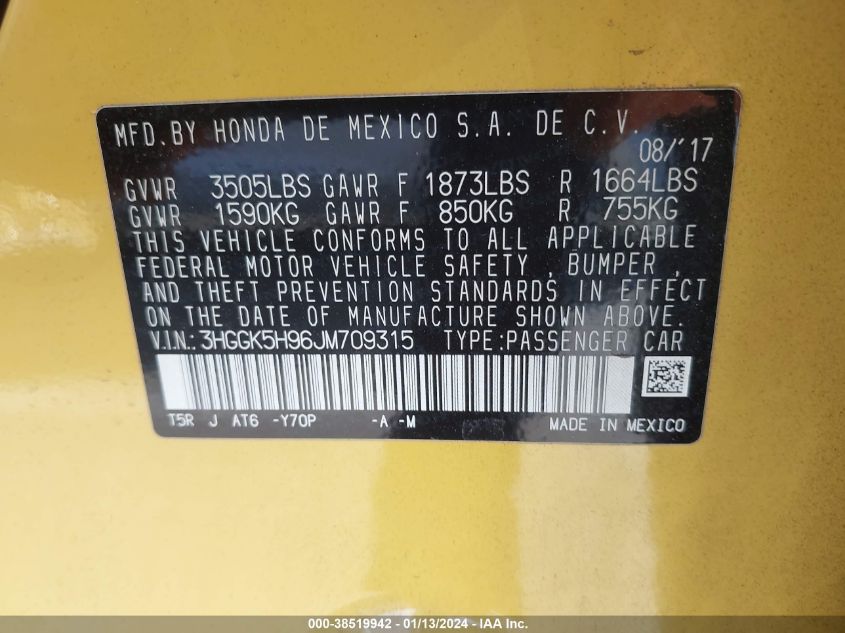 MFD.BY HONDA DE MEXICO S.A. DE C.V.
08/'17
GVWR 3505LBS GAWR F 1873LBS R 1664LBS
GVWR 1590KG GAWR F 850KG R 755KG
THIS VEHICLE CONFORMS TO ALL APPLICABLE
FEDERAL MOTOR VEHICLE SAFETY , BUMPER ,
AND THEFT PREVENTION STANDARDS IN EFFECT
ON THE DATE OF MANUFACTURE SHOWN ABOVE.
V.I.N.: 3HGGK5H96JM709315 TYPE:PASSENGER CAR
T5R J AT6 -Y70P -A -M MADE IN MEXICO
000-38519942 - 01/13/2024 - IAA Inc.